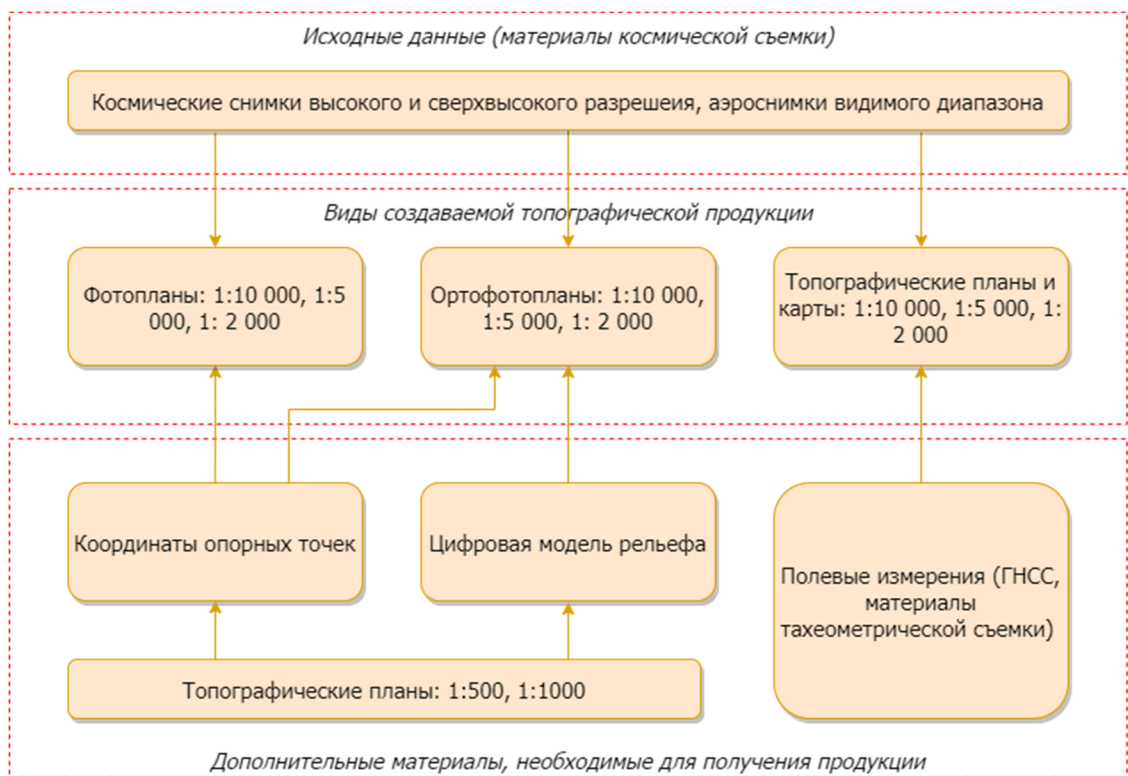 Исходные данные (материалы космической съемки)
Космические снимки высокого и сверхвысокого разрешеия, аэроснимки видимого диапазона
Виды создаваемой топографической продукции
Фотопланы: 1:10 000, 1:5
000, 1: 2 000
Ортофотопланы: 1:10 000,
1:5 000, 1: 2 000
Топографические планы и
карты: 1:10 000, 1:5 000, 1:
2 000
Координаты опорных точек
Цифровая модель рельефа
Полевые измерения (ГНСС,
материалы
тахеометрической съемки)
Топографические планы: 1:500, 1:1000
Дополнительные материалы, необходимые для получения продукции